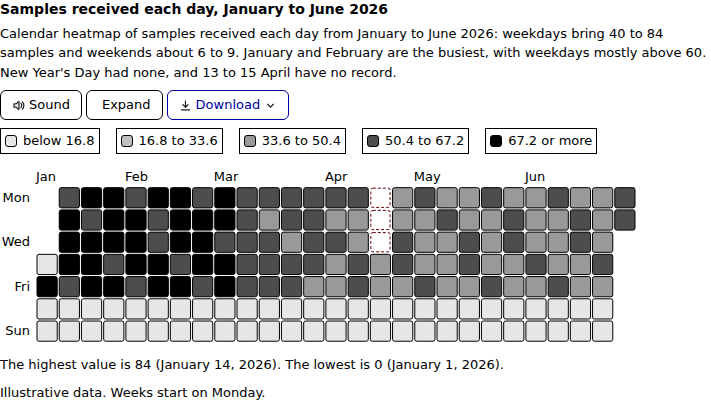 Samples received each day, January to June 2026
Calendar heatmap of samples received each day from January to June 2026: weekdays bring 40 to 84
samples and weekends about 6 to 9. January and February are the busiest, with weekdays mostly above 60.
New Year's Day had none, and 13 to 15 April have no record.
Sound Expand Download
below 16.8 16.8 to 33.6 33.6 to 50.4 50.4 to 67.2 67.2 or more
Jan Feb Mar Apr May Jun
Mon
Wed
Fri
Sun
The highest value is 84 (January 14, 2026). The lowest is 0 (January 1, 2026).
Illustrative data. Weeks start on Monday.